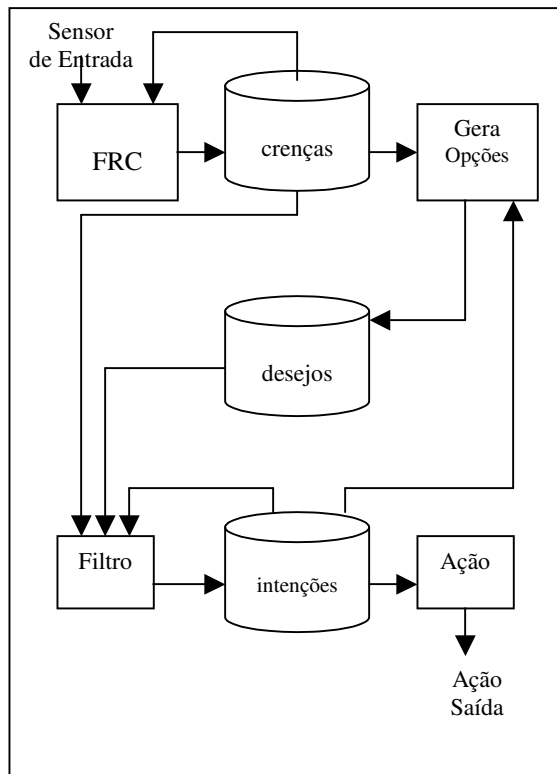 Sensor
de Entrada
FRC
crenças
Gera
Opções
desejos
Filtro
intenções
Ação
Ação
Saída